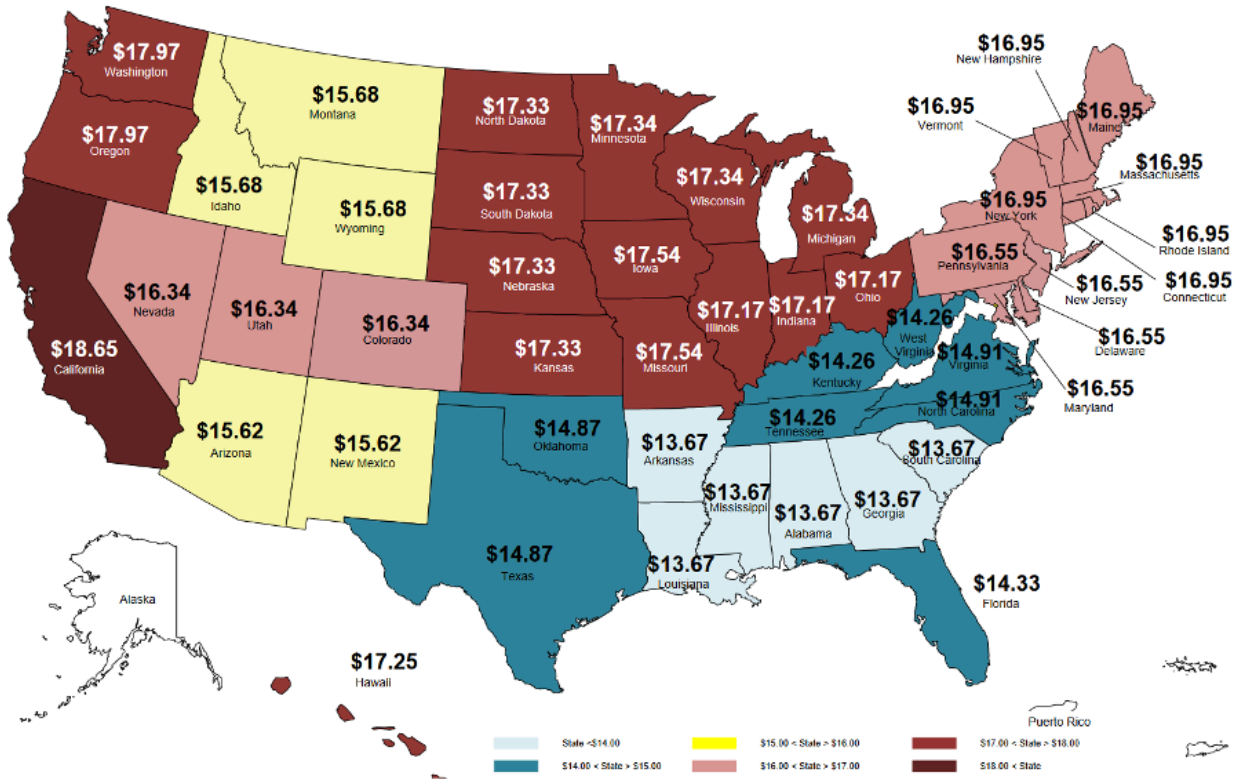 $17.97
Washington
$17.97
Oregon
$18.65
California
$15.68
Montana
$15.68
Idaho
$15.68
Wyoming
$16.34
Nevada
$16.34
Utah
$16.34
Colorado
$15.62
Arizona
$15.62
New Mexico
$17.33
North Dakota
$17.33
South Dakota
$17.33
Nebraska
$17.33
Kansas
$14.87
Oklahoma
$14.87
Texas
$17.34
Minnesota
$17.34
Wisconsin
$17.34
Michigan
$17.54
Iowa
$17.54
Missouri
$17.17
Illinois
$17.17
Indiana
$17.17
Ohio
$13.67
Arkansas
$13.67
Louisiana
$13.67
Mississippi
$13.67
Alabama
$13.67
Georgia
$13.67
South Carolina
$14.26
Kentucky
$14.26
Tennessee
$14.26
West
Virginia
$14.91
Virginia
$14.91
North Carolina
$14.33
Florida
$16.95
New Hampshire
$16.95
Vermont
$16.95
Maine
$16.95
Massachusetts
$16.95
New York
$16.95
Rhode Island
$16.95
Connecticut
$16.55
Pennsylvania
$16.55
New Jersey
$16.55
Delaware
$16.55
Maryland
Alaska
$17.25
Hawaii
Puerto Rico
State <$14.00
$14.00 < State > $15.00
$15.00 < State > $16.00
$16.00 < State > $17.00
$17.00 < State > $18.00
$18.00 < State